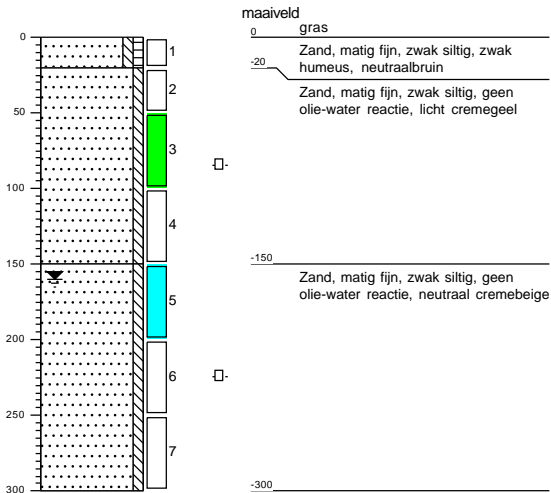 maaiveld
0
0
gras
1
Zand, matig fijn, zwak siltig, zwak
humeus, neutraalbruin
-20
2
Zand, matig fijn, zwak siltig, geen
olie-water reactie, licht cremegeel
50
3
100
4
150
-150
Zand, matig fijn, zwak siltig, geen
olie-water reactie, neutraal cremebeige
5
200
6
250
7
300
-300